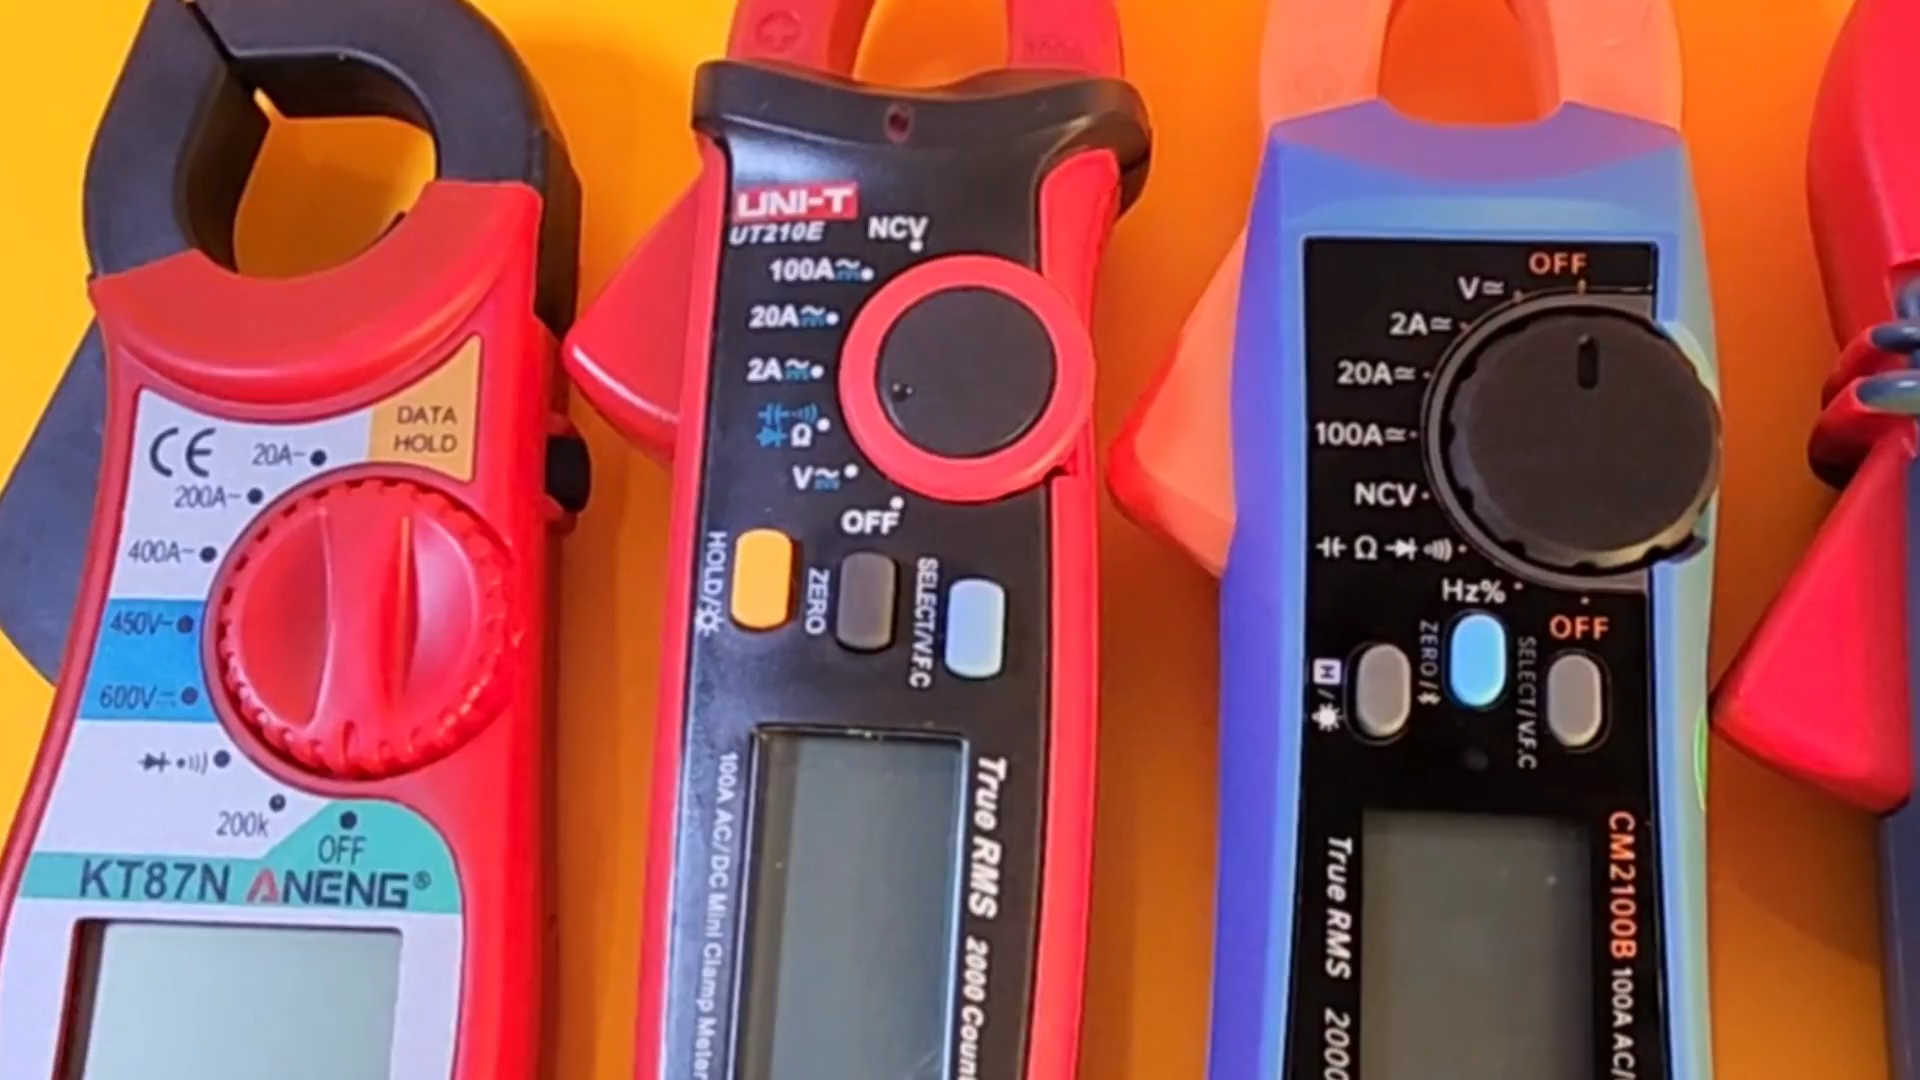 CE
DATA
HOLD
20A~
200A~
400A~
450V~
600V
200k
OFF
KT87N ANENG®
UNI-T
UT210E
NCV
100A
20A
2A
Ω
V
OFF
HOLD/
ZERO
SELECT/V.F.C
100A AC/DC Mini Clamp Meter
True RMS 2000 Count
OFF
V≃
2A≃
20A≃
100A≃
NCV
Ω
Hz%
OFF
H/
ZERO/
SELECT/V.F.C
True RMS 2000
CM2100B 100A AC/